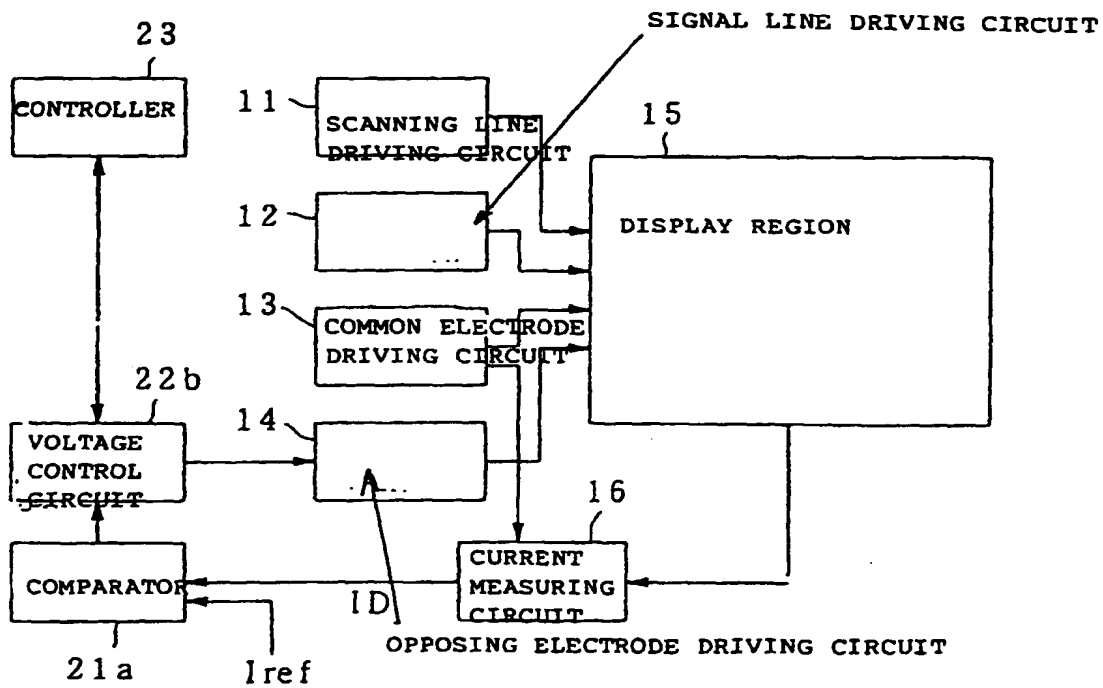 SIGNAL LINE DRIVING CIRCUIT
23
CONTROLLER
11
SCANNING LINE
DRIVING CIRCUIT
15
12
DISPLAY REGION
13
COMMON ELECTRODE
DRIVING CIRCUIT
22b
VOLTAGE
CONTROL
CIRCUIT
14
16
CURRENT
MEASURING
CIRCUIT
COMPARATOR
ID
OPPOSING ELECTRODE DRIVING CIRCUIT
21a
Iref